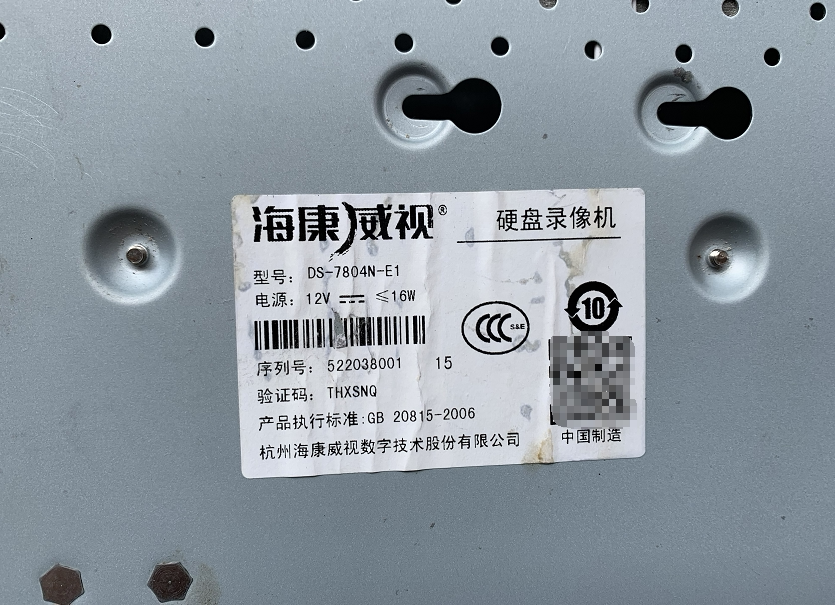 海康威视® 硬盘录像机
型号: DS-7804N-E1
电源: 12V ⎓ ≤16W
CCC S&E
10
序列号: 522038001 15
验证码: THXSNQ
产品执行标准:GB 20815-2006
杭州海康威视数字技术股份有限公司
中国制造